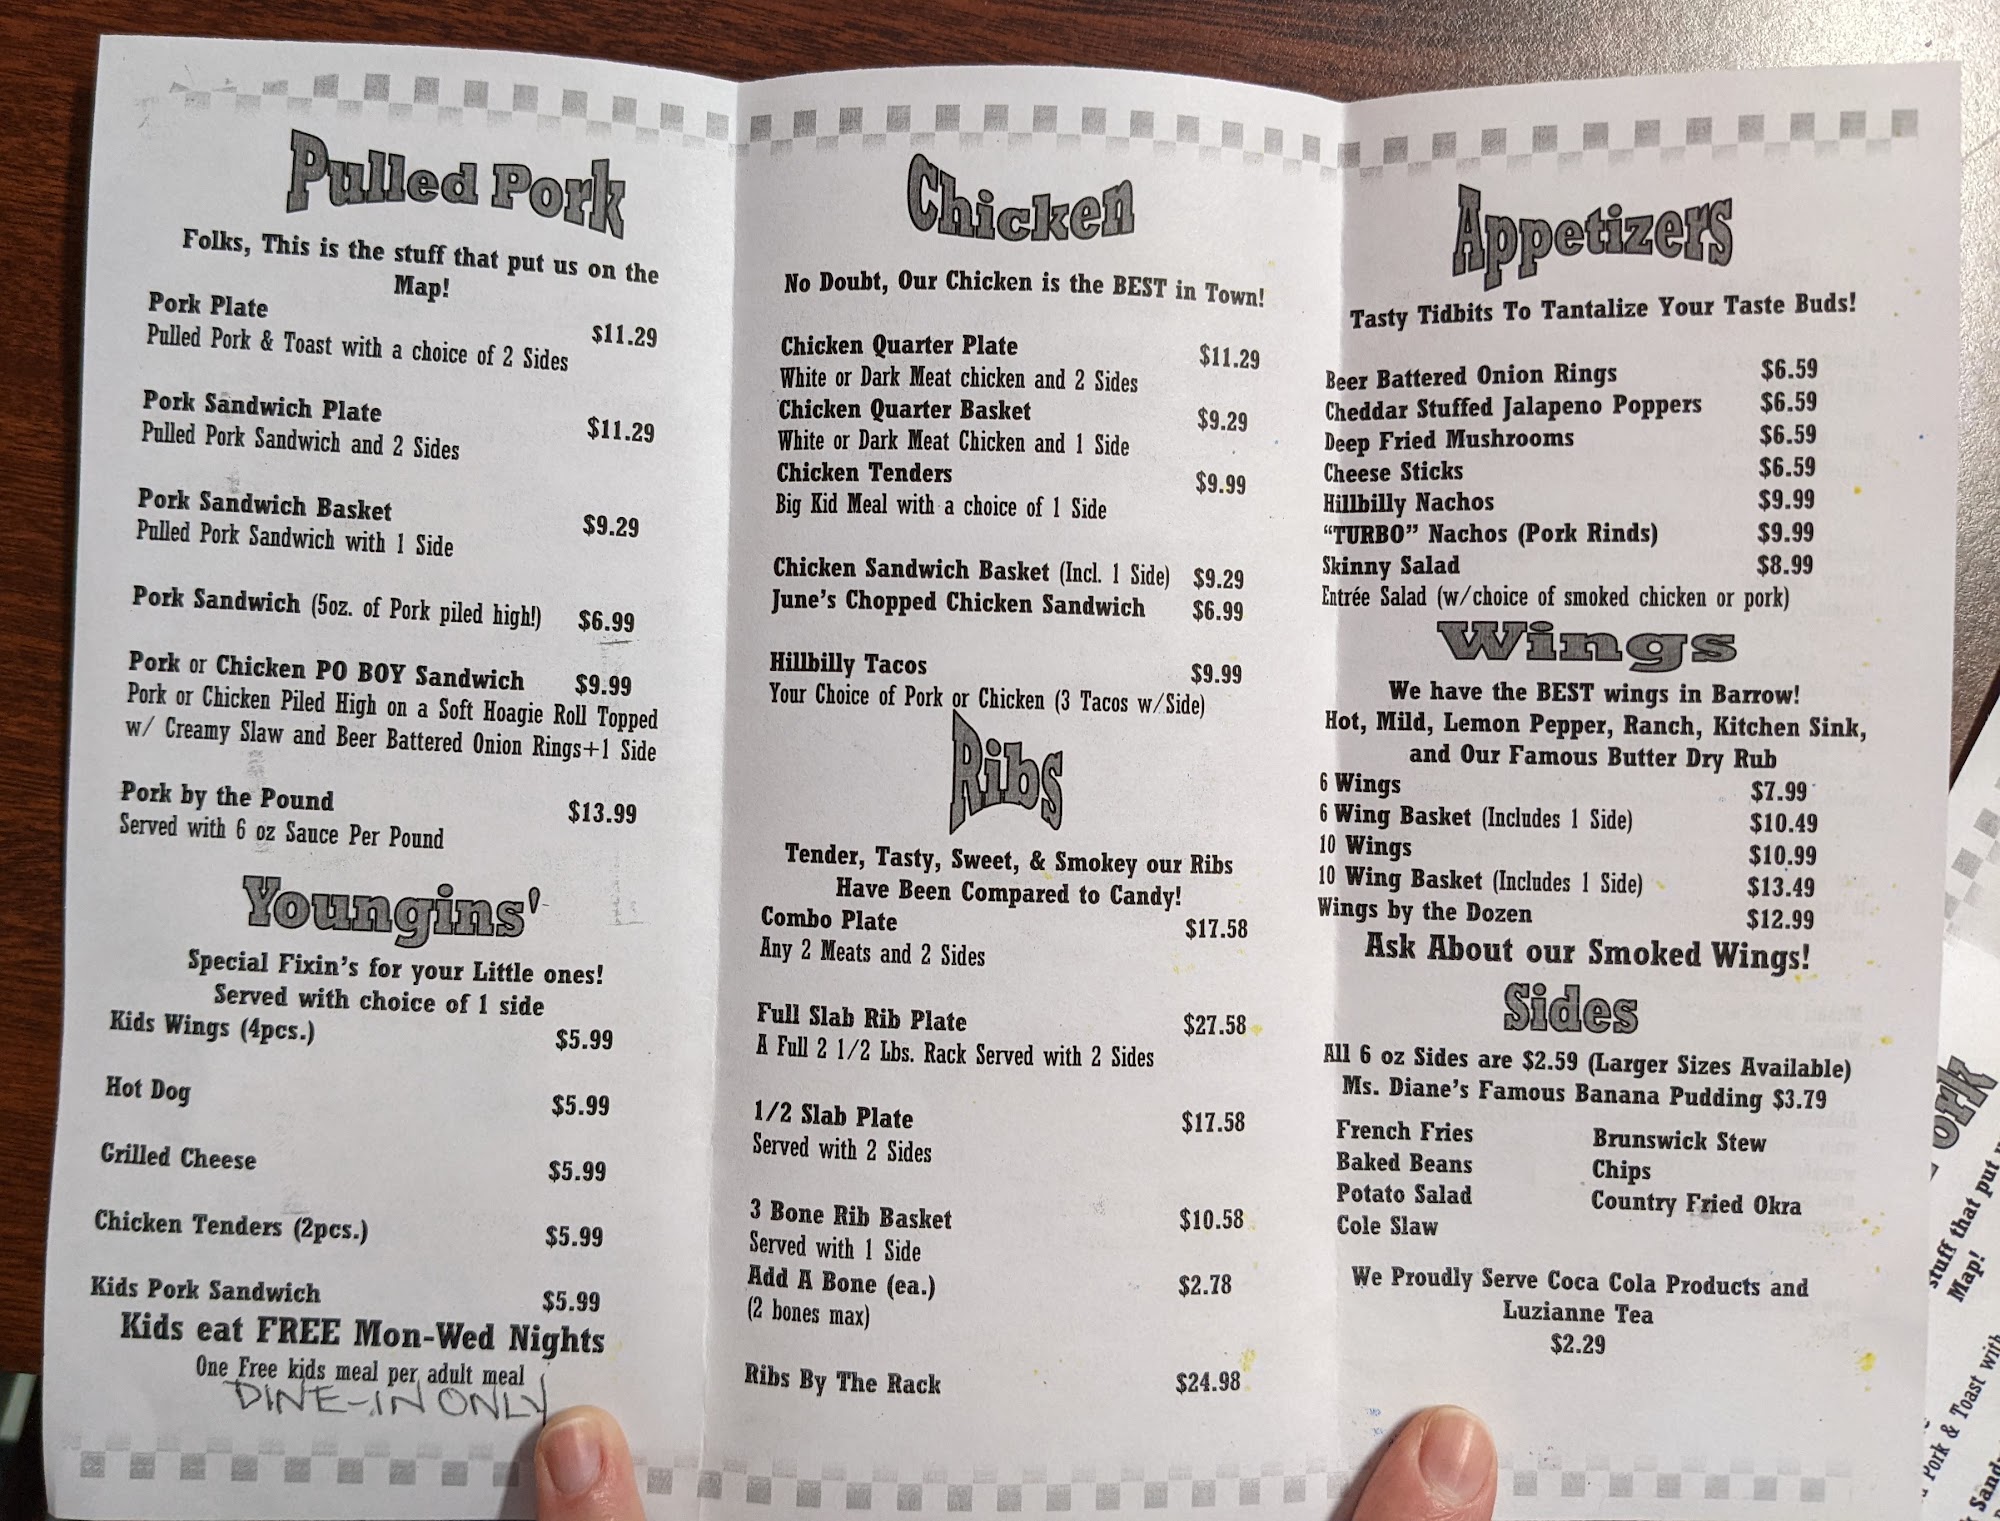 Pulled Pork
Folks, This is the stuff that put us on the
Map!
Pork Plate
$11.29
Pulled Pork & Toast with a choice of 2 Sides
Pork Sandwich Plate
$11.29
Pulled Pork Sandwich and 2 Sides
Pork Sandwich Basket
$9.29
Pulled Pork Sandwich with 1 Side
Pork Sandwich (5oz. of Pork piled high!) $6.99
Pork or Chicken PO BOY Sandwich $9.99
Pork or Chicken Piled High on a Soft Hoagie Roll Topped
w/ Creamy Slaw and Beer Battered Onion Rings+1 Side
Pork by the Pound $13.99
Served with 6 oz Sauce Per Pound
Youngins'
Special Fixin's for your Little ones!
Served with choice of 1 side
Kids Wings (4pcs.) $5.99
Hot Dog $5.99
Grilled Cheese $5.99
Chicken Tenders (2pcs.) $5.99
Kids Pork Sandwich $5.99
Kids eat FREE Mon-Wed Nights
One Free kids meal per adult meal
DINE-IN ONLY
Chicken
No Doubt, Our Chicken is the BEST in Town!
Chicken Quarter Plate $11.29
White or Dark Meat chicken and 2 Sides
Chicken Quarter Basket $9.29
White or Dark Meat Chicken and 1 Side
Chicken Tenders $9.99
Big Kid Meal with a choice of 1 Side
Chicken Sandwich Basket (Incl. 1 Side) $9.29
June's Chopped Chicken Sandwich $6.99
Hillbilly Tacos $9.99
Your Choice of Pork or Chicken (3 Tacos w/Side)
Ribs
Tender, Tasty, Sweet, & Smokey our Ribs
Have Been Compared to Candy!
Combo Plate $17.58
Any 2 Meats and 2 Sides
Full Slab Rib Plate $27.58
A Full 2 1/2 Lbs. Rack Served with 2 Sides
1/2 Slab Plate $17.58
Served with 2 Sides
3 Bone Rib Basket $10.58
Served with 1 Side
Add A Bone (ea.) $2.78
(2 bones max)
Ribs By The Rack $24.98
Appetizers
Tasty Tidbits To Tantalize Your Taste Buds!
Beer Battered Onion Rings $6.59
Cheddar Stuffed Jalapeno Poppers $6.59
Deep Fried Mushrooms $6.59
Cheese Sticks $6.59
Hillbilly Nachos $9.99
“TURBO” Nachos (Pork Rinds) $9.99
Skinny Salad $8.99
Entrée Salad (w/choice of smoked chicken or pork)
Wings
We have the BEST wings in Barrow!
Hot, Mild, Lemon Pepper, Ranch, Kitchen Sink,
and Our Famous Butter Dry Rub
6 Wings $7.99
6 Wing Basket (Includes 1 Side) $10.49
10 Wings $10.99
10 Wing Basket (Includes 1 Side) $13.49
Wings by the Dozen $12.99
Ask About our Smoked Wings!
Sides
All 6 oz Sides are $2.59 (Larger Sizes Available)
Ms. Diane's Famous Banana Pudding $3.79
French Fries Brunswick Stew
Baked Beans Chips
Potato Salad Country Fried Okra
Cole Slaw
We Proudly Serve Coca Cola Products and
Luzianne Tea
$2.29
ork
stuff that put
Map!
Pork & Toast with